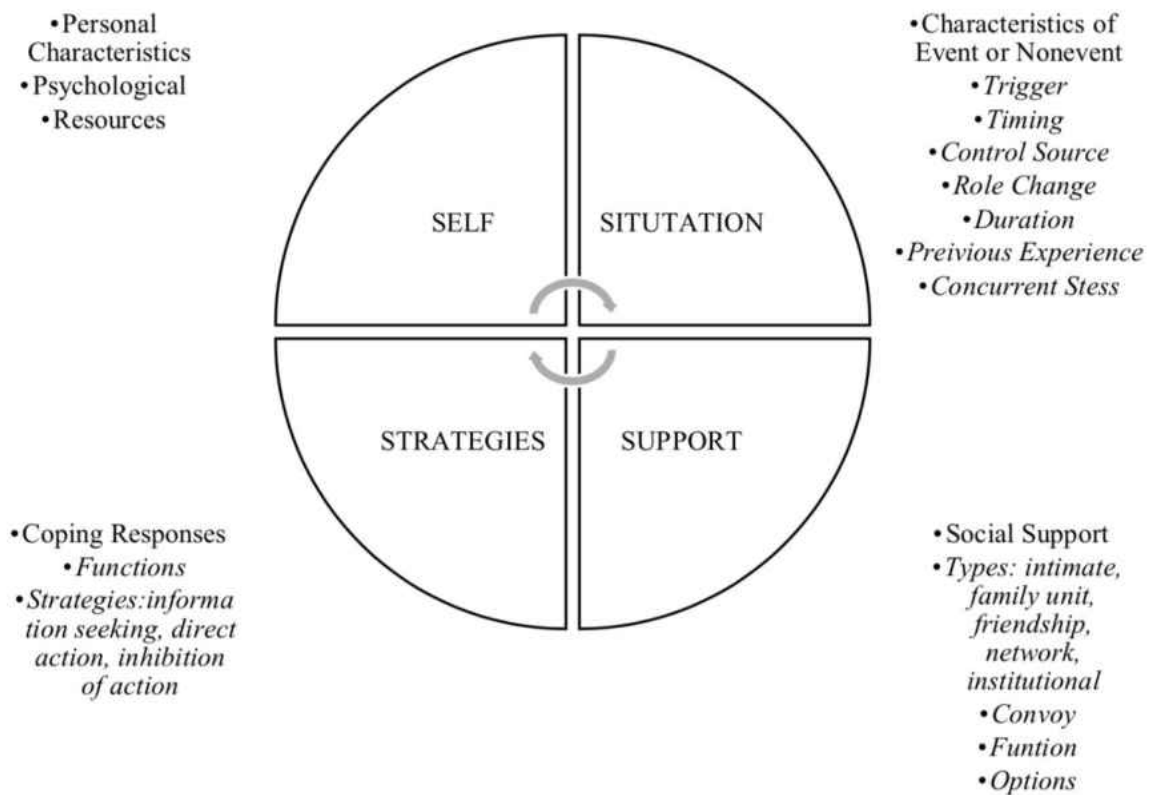 •Personal
Characteristics
•Psychological
•Resources
•Characteristics of
Event or Nonevent
•Trigger
•Timing
•Control Source
•Role Change
•Duration
•Preivious Experience
•Concurrent Stess
SELF
SITUTATION
STRATEGIES
SUPPORT
•Coping Responses
•Functions
•Strategies:informa
tion seeking, direct
action, inhibition
of action
•Social Support
•Types: intimate,
family unit,
friendship,
network,
institutional
•Convoy
•Funtion
•Options